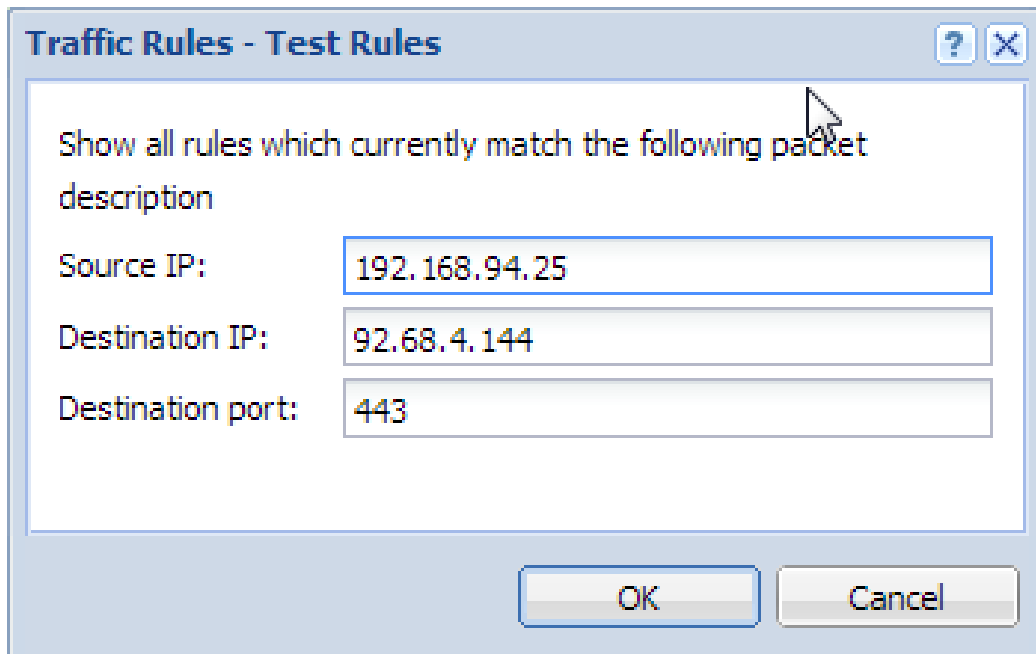 Traffic Rules - Test Rules
?
Show all rules which currently match the following packet
description
Source IP: 192.168.94.25
Destination IP: 92.68.4.144
Destination port: 443
OK Cancel